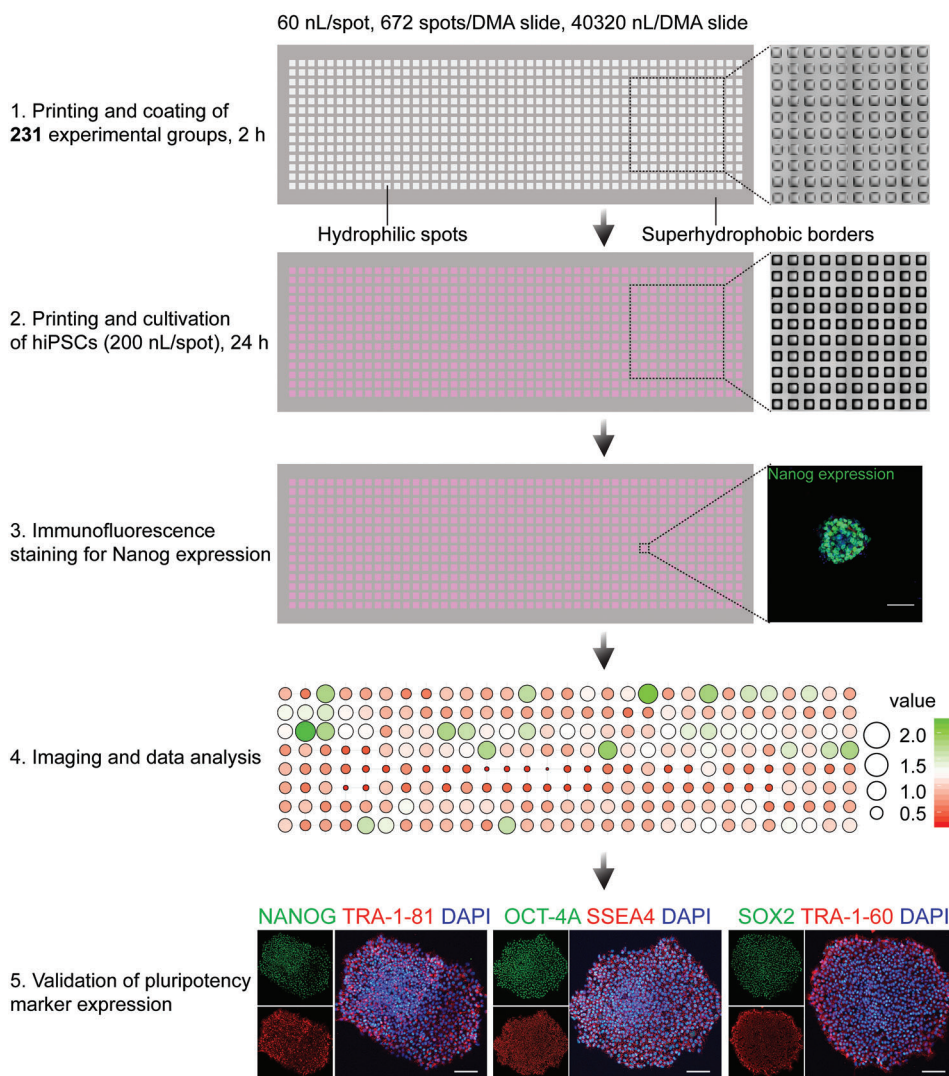 60 nL/spot, 672 spots/DMA slide, 40320 nL/DMA slide
1. Printing and coating of
231 experimental groups, 2 h
Hydrophilic spots
Superhydrophobic borders
2. Printing and cultivation
of hiPSCs (200 nL/spot), 24 h
3. Immunofluorescence
staining for Nanog expression
Nanog expression
4. Imaging and data analysis
value
2.0
1.5
1.0
0.5
5. Validation of pluripotency
marker expression
NANOG TRA-1-81 DAPI
OCT-4A SSEA4 DAPI
SOX2 TRA-1-60 DAPI